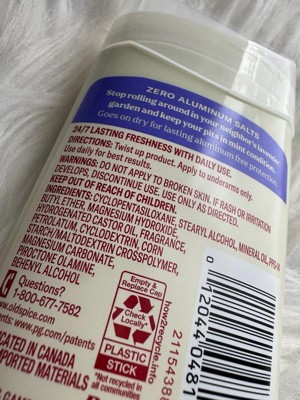 ZERO ALUMINUM SALTS
Stop rolling around in your neighbor's lavender
garden and keep your pits in mint condition.
Goes on dry for lasting aluminum free protection.
24/7 LASTING FRESHNESS WITH DAILY USE.
DIRECTIONS: Twist up product. Apply to underarms only.
Use daily for best results.
WARNINGS: DO NOT APPLY TO BROKEN SKIN. IF RASH OR IRRITATION
DEVELOPS, DISCONTINUE USE. USE ONLY AS DIRECTED.
KEEP OUT OF REACH OF CHILDREN.
INGREDIENTS: CYCLOPENTASILOXANE, STEARYL ALCOHOL, MINERAL OIL, PPG-14
BUTYL ETHER, MAGNESIUM HYDROXIDE,
HYDROGENATED CASTOR OIL, FRAGRANCE,
PETROLATUM, CYCLODEXTRIN, CORN
STARCH/MALTODEXTRIN CROSSPOLYMER,
MAGNESIUM CARBONATE,
PIROCTONE OLAMINE,
BEHENYL ALCOHOL
Questions?
1-800-677-7582
oldspice.com
www.pg.com/patents
IN CANADA
MATERIALS
Empty &
Replace Cap
Check
Locally*
PLASTIC
STICK
*Not recycled in
all communities
how2recycle.info
2115438
0 12044 0481